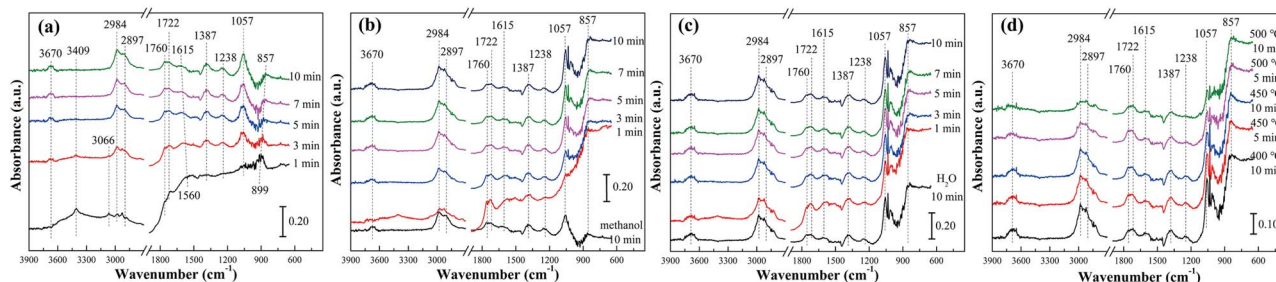 (a)
2984 1722 1057
3670 3409 2897 1760 1615 1387 1238 857
10 min
7 min
5 min
3066
3 min
1 min
1560
899
0.20
Absorbance (a.u.)
3900 3600 3300 3000 1800 1500 1200 900 600
Wavenumber (cm-1)
(b)
1615 1057 857
2984 1722 1238
10 min
3670 2897 1760 1387
7 min
5 min
3 min
1 min
0.20
methanol
10 min
Absorbance (a.u.)
3900 3600 3300 3000 1800 1500 1200 900 600
Wavenumber (cm-1)
(c)
1615 1057 857
2984 1722 1238
10 min
3670 2897 1760 1387
7 min
5 min
3 min
1 min
H2O
10 min
0.20
Absorbance (a.u.)
3900 3600 3300 3000 1800 1500 1200 900 600
Wavenumber (cm-1)
(d)
1615 1057 857
2984 1722 1238
3670 2897 1760 1387
500 °
10 m
500 °
5 min
450 °
10 min
450 °
5 min
400 °
10 min
0.10
Absorbance (a.u.)
3900 3600 3300 3000 1800 1500 1200 900 600
Wavenumber (cm-1)